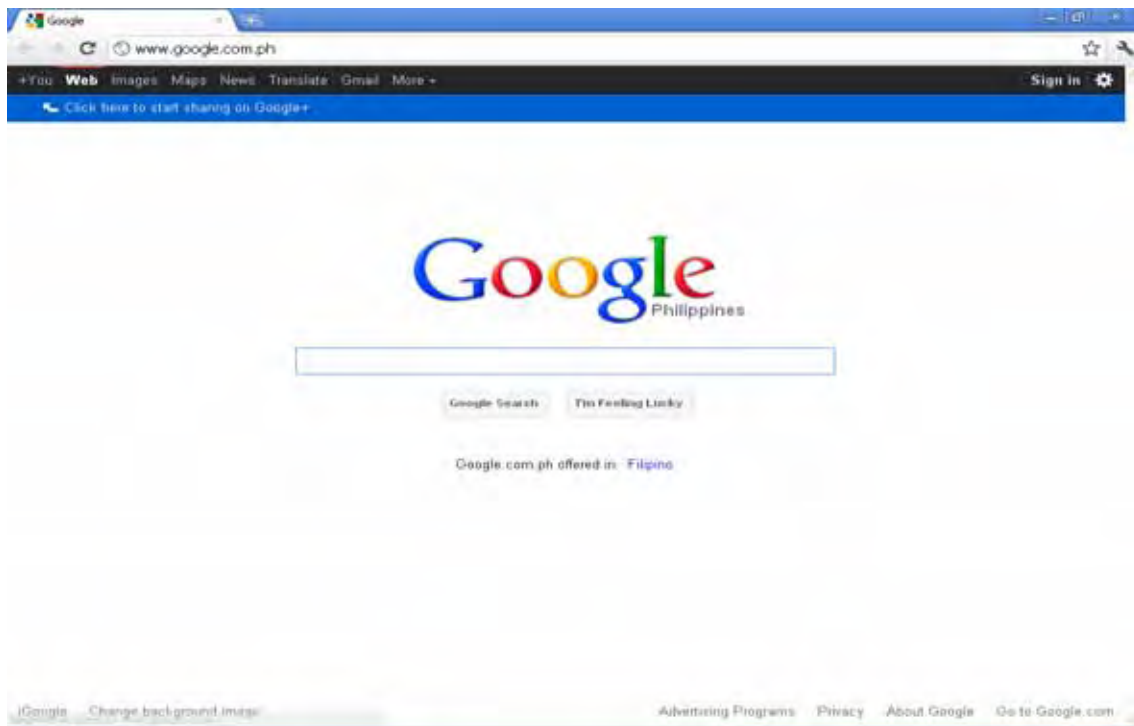 Google
www.google.com.ph
+You Web Images Maps News Translate Gmail More Sign in
Click here to start sharing on Google+
Google
Philippines
Google Search I'm Feeling Lucky
Google.com.ph offered in: Filipino
iGoogle Change background image Advertising Programs Privacy About Google Go to Google.com